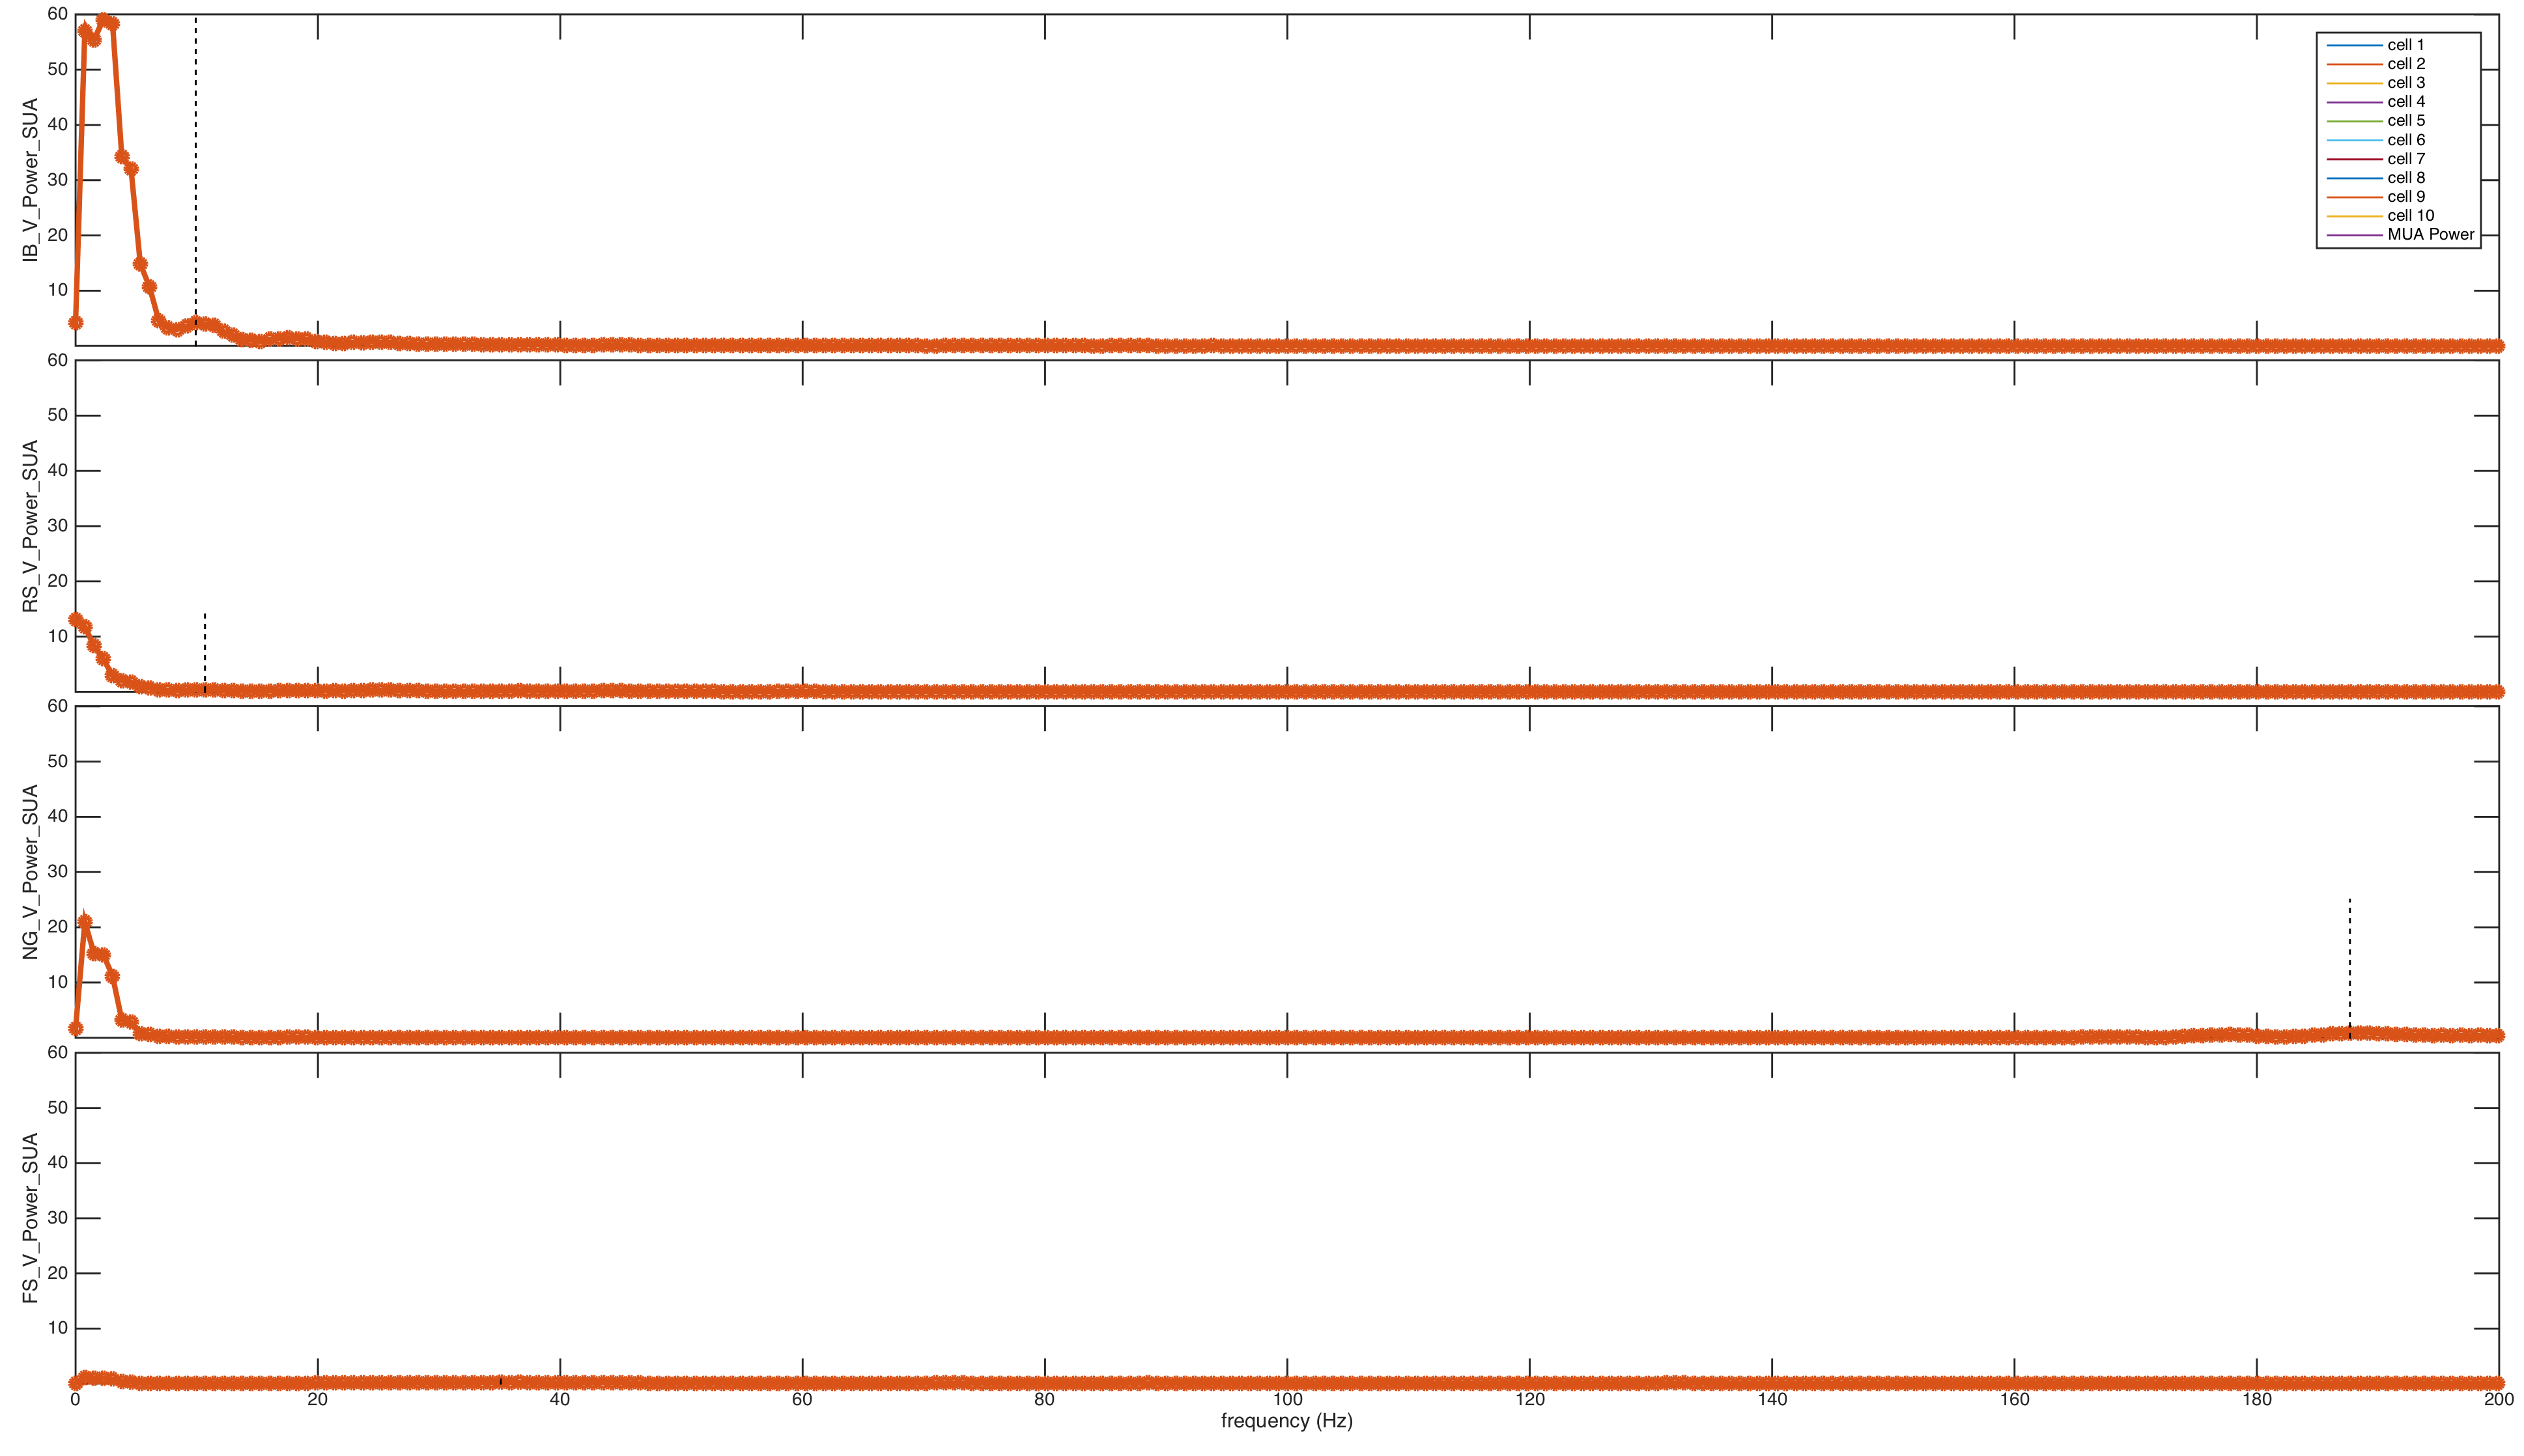 60
50
40
30
20
10
IB_V_Power_SUA
cell 1
cell 2
cell 3
cell 4
cell 5
cell 6
cell 7
cell 8
cell 9
cell 10
MUA Power
60
50
40
30
20
10
RS_V_Power_SUA
60
50
40
30
20
10
NG_V_Power_SUA
60
50
40
30
20
10
FS_V_Power_SUA
0 20 40 60 80 100 120 140 160 180 200
frequency (Hz)